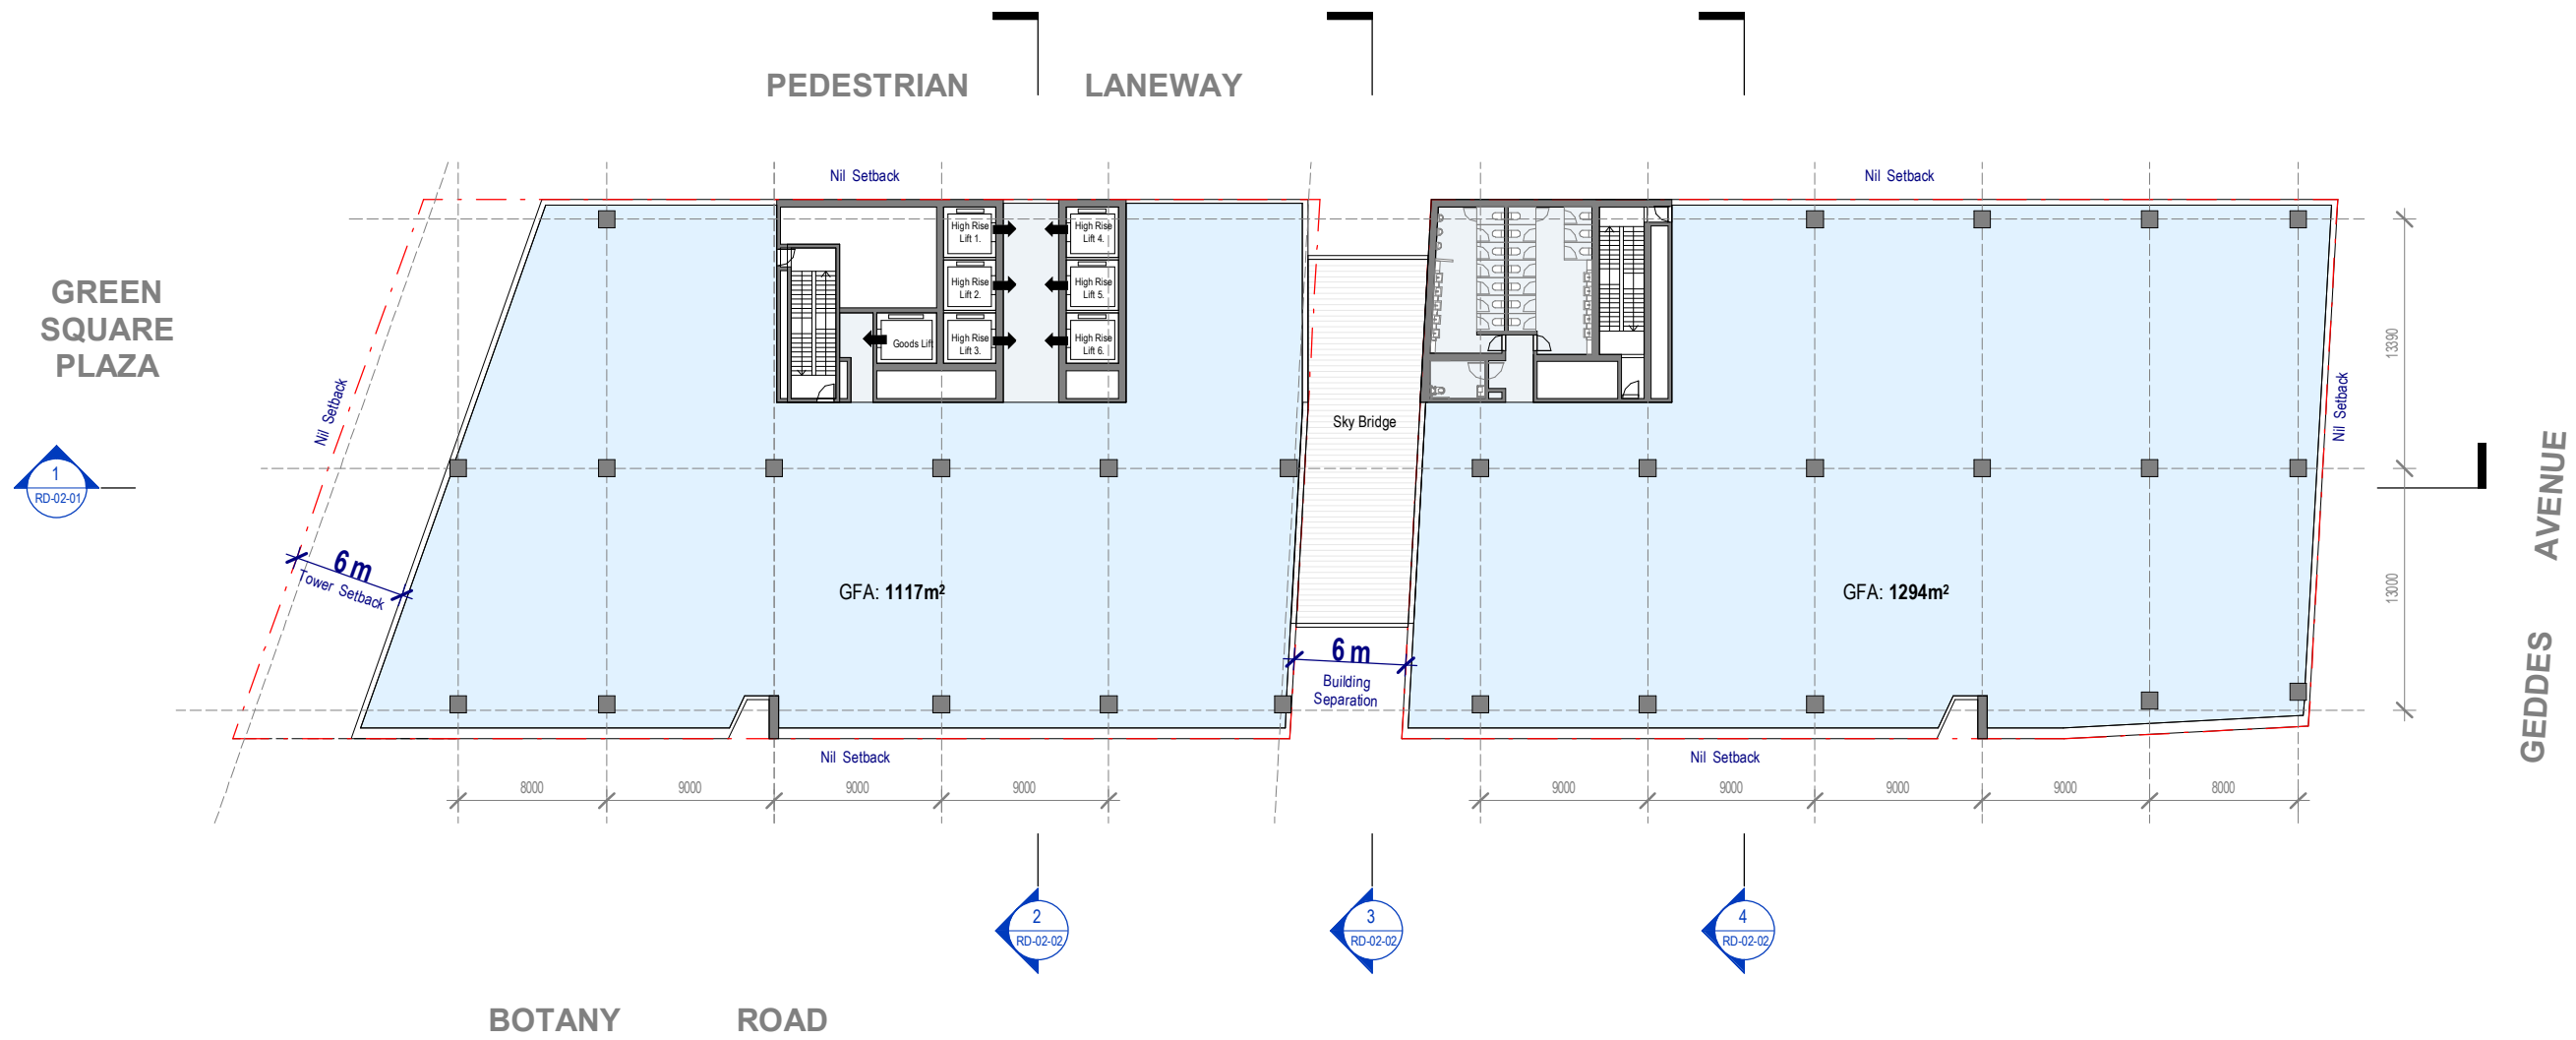 PEDESTRIAN LANEWAY
Nil Setback
Nil Setback
GREEN
SQUARE
PLAZA
High Rise
Lift 1.
High Rise
Lift 4.
High Rise
Lift 2.
High Rise
Lift 5.
Goods Lift
High Rise
Lift 3.
High Rise
Lift 6.
13390
Nil Setback
Nil Setback
Sky Bridge
1
RD-02-01
GEDDES AVENUE
6 m
Tower Setback
GFA: 1117m²
GFA: 1294m²
13000
6 m
Building
Separation
Nil Setback
Nil Setback
8000
9000
9000
9000
9000
9000
9000
9000
8000
2
RD-02-02
3
RD-02-02
4
RD-02-02
BOTANY ROAD